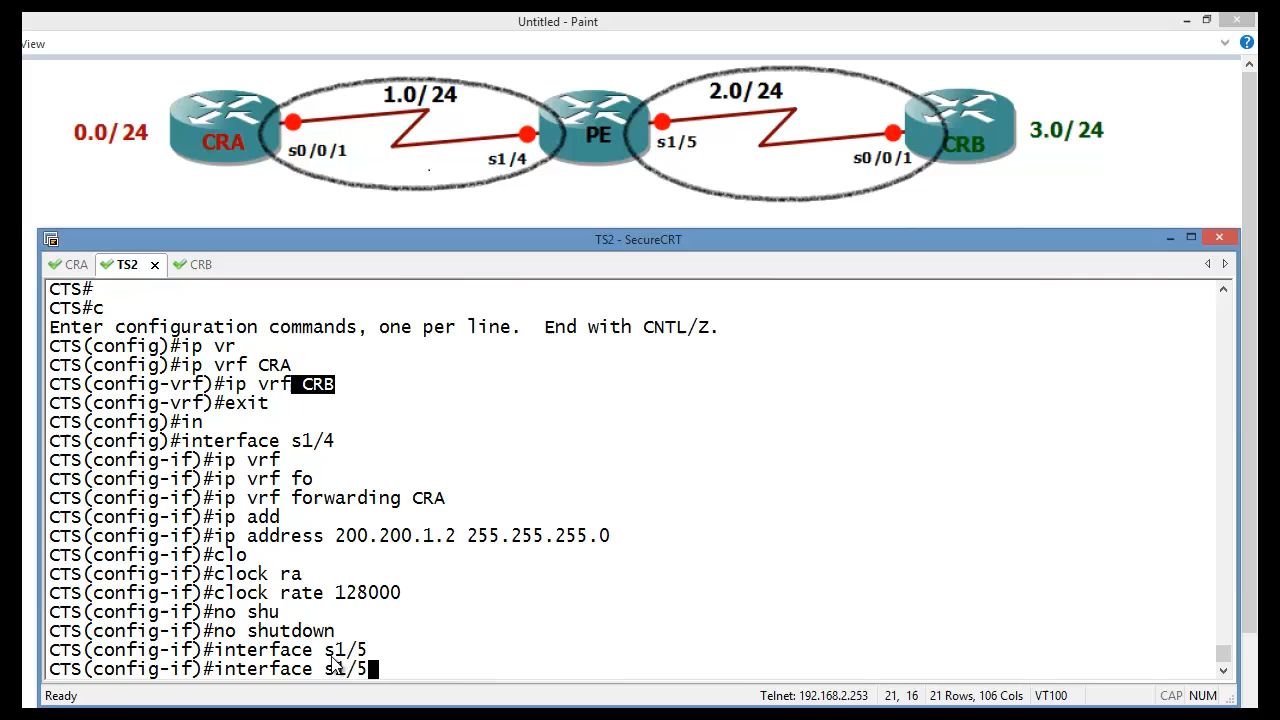 Untitled - Paint
View
1.0/24
2.0/24
0.0/24
CRA
s0/0/1
s1/4
PE
s1/5
s0/0/1
CRB
3.0/24
TS2 - SecureCRT
CRA
TS2
CRB
CTS#
CTS#c
Enter configuration commands, one per line.  End with CNTL/Z.
CTS(config)#ip vr
CTS(config)#ip vrf CRA
CTS(config-vrf)#ip vrf CRB
CTS(config-vrf)#exit
CTS(config)#in
CTS(config)#interface s1/4
CTS(config-if)#ip vrf
CTS(config-if)#ip vrf fo
CTS(config-if)#ip vrf forwarding CRA
CTS(config-if)#ip add
CTS(config-if)#ip address 200.200.1.2 255.255.255.0
CTS(config-if)#clo
CTS(config-if)#clock ra
CTS(config-if)#clock rate 128000
CTS(config-if)#no shu
CTS(config-if)#no shutdown
CTS(config-if)#interface s1/5
CTS(config-if)#interface s1/5
Ready
Telnet: 192.168.2.253
21, 16
21 Rows, 106 Cols
VT100
CAP
NUM